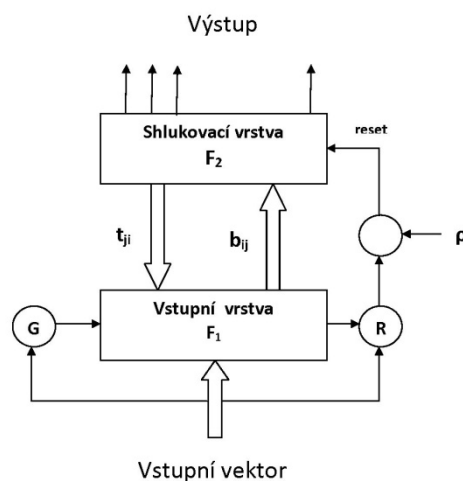 Výstup
Shlukovací vrstva
F₂
reset
tⱼᵢ
bᵢⱼ
ρ
G
Vstupní vrstva
F₁
R
Vstupní vektor